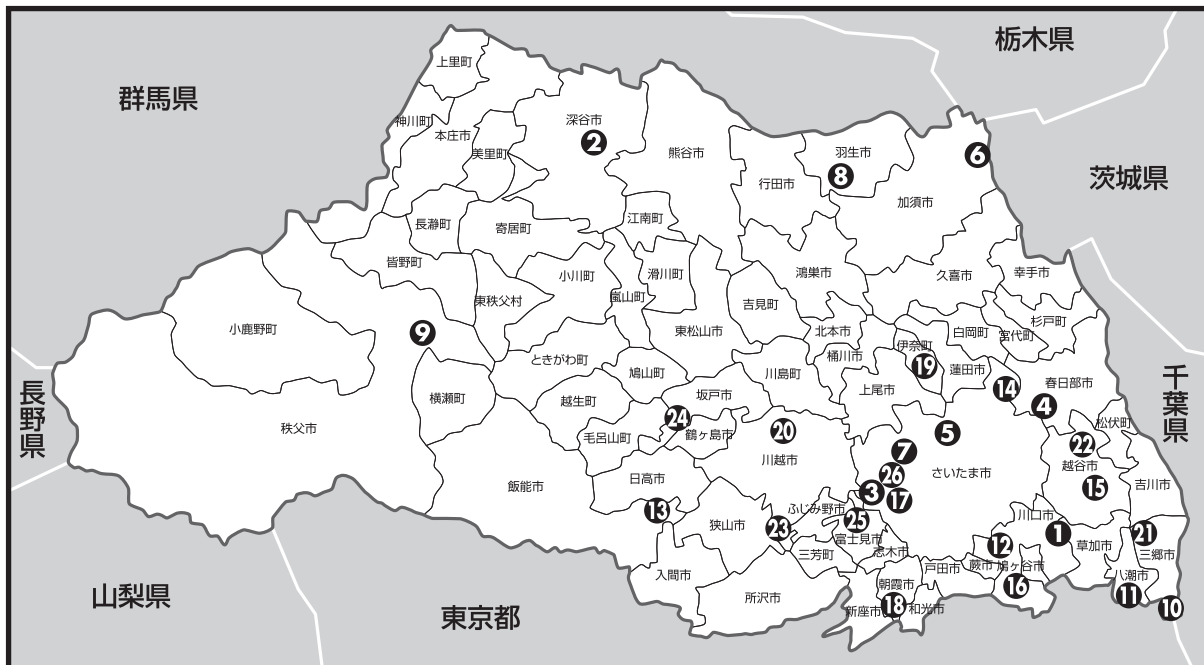 栃木県
群馬県
茨城県
千葉県
長野県
山梨県
東京都
上里町
神川町
本庄市
美里町
深谷市
2
熊谷市
行田市
羽生市
8
6
加須市
長瀞町
寄居町
江南町
皆野町
小川町
嵐山町
滑川町
東秩父村
吉見町
鴻巣市
久喜市
幸手市
小鹿野町
9
東松山市
北本市
伊奈町
19
白岡町
宮代町
杉戸町
ときがわ町
桶川市
横瀬町
鳩山町
川島町
上尾市
蓮田市
14
春日部市
4
越生町
坂戸市
24
松伏町
秩父市
毛呂山町
鶴ヶ島市
20
川越市
5
7
22
越谷市
15
さいたま市
26
吉川市
飯能市
日高市
13
3
17
狭山市
23
ふじみ野市
25
富士見市
川口市
1
草加市
21
三郷市
三芳町
志木市
12
蕨市
鳩ヶ谷市
16
入間市
戸田市
八潮市
11
10
所沢市
朝霞市
18
新座市
和光市